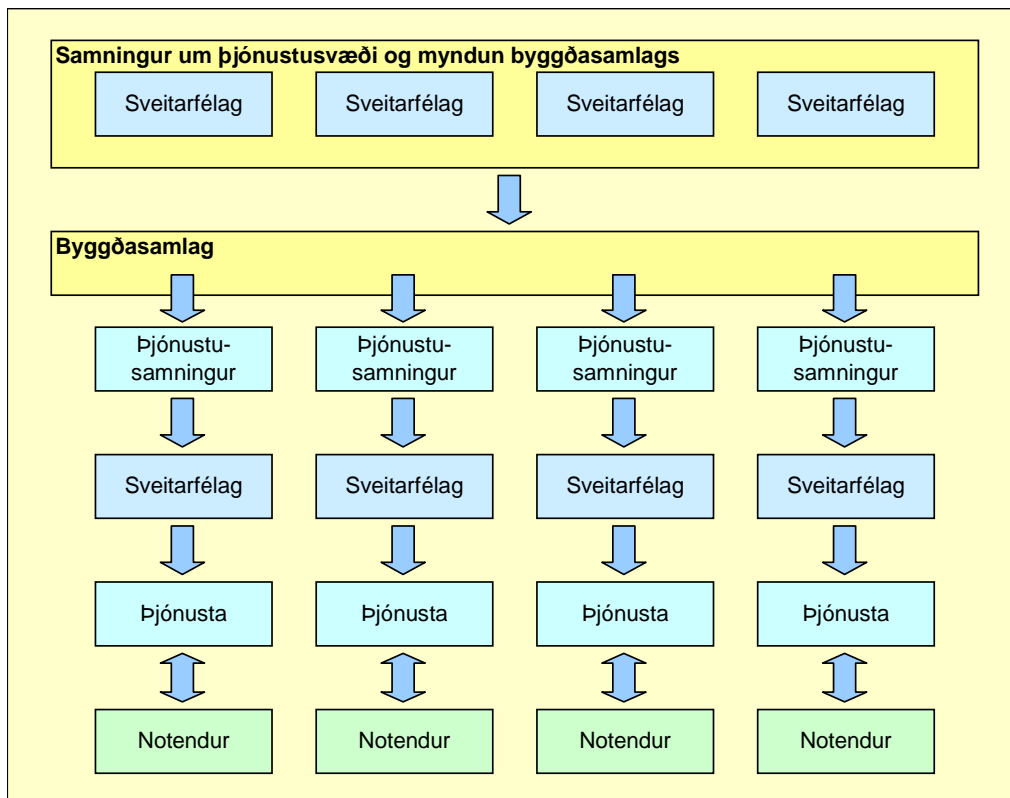 Samningur um þjónustusvæði og myndun byggðasamlags
Sveitarfélag
Sveitarfélag
Sveitarfélag
Sveitarfélag
Byggðasamlag
Þjónustu-
samningur
Þjónustu-
samningur
Þjónustu-
samningur
Þjónustu-
samningur
Sveitarfélag
Sveitarfélag
Sveitarfélag
Sveitarfélag
Þjónusta
Þjónusta
Þjónusta
Þjónusta
Notendur
Notendur
Notendur
Notendur